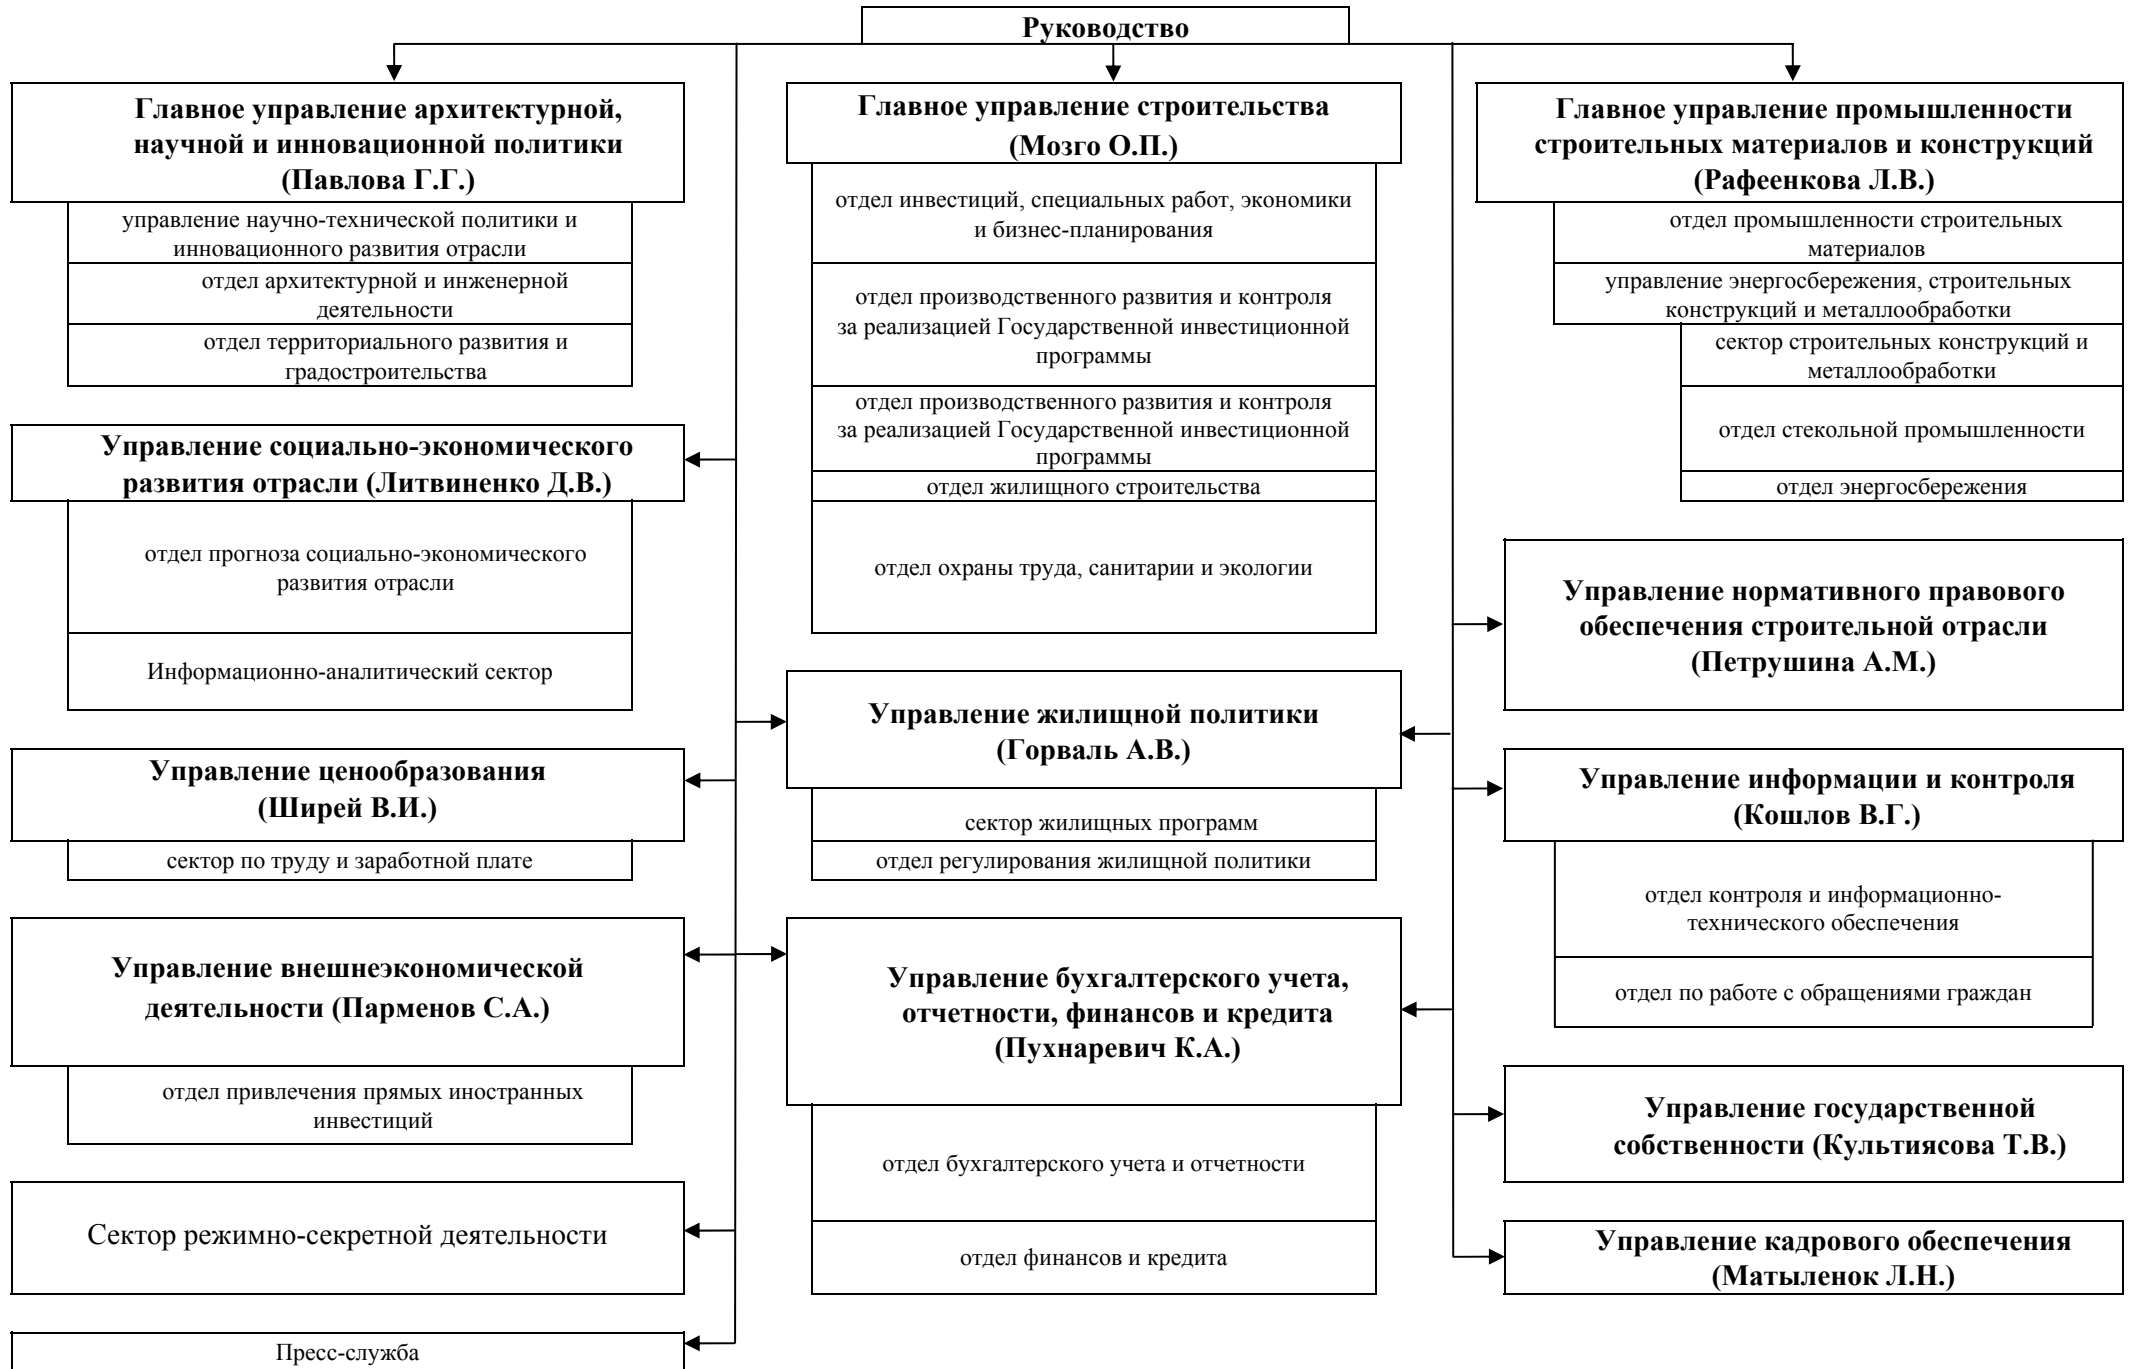 Руководство
Главное управление архитектурной,
научной и инновационной политики
(Павлова Г.Г.)
управление научно-технической политики и
инновационного развития отрасли
отдел архитектурной и инженерной
деятельности
отдел территориального развития и
градостроительства
Управление социально-экономического
развития отрасли (Литвиненко Д.В.)
отдел прогноза социально-экономического
развития отрасли
Информационно-аналитический сектор
Управление ценообразования
(Ширей В.И.)
сектор по труду и заработной плате
Управление внешнеэкономической
деятельности (Парменов С.А.)
отдел привлечения прямых иностранных
инвестиций
Сектор режимно-секретной деятельности
Пресс-служба
Главное управление строительства
(Мозго О.П.)
отдел инвестиций, специальных работ, экономики
и бизнес-планирования
отдел производственного развития и контроля
за реализацией Государственной инвестиционной
программы
отдел производственного развития и контроля
за реализацией Государственной инвестиционной
программы
отдел жилищного строительства
отдел охраны труда, санитарии и экологии
Управление жилищной политики
(Горваль А.В.)
сектор жилищных программ
отдел регулирования жилищной политики
Управление бухгалтерского учета,
отчетности, финансов и кредита
(Пухнаревич К.А.)
отдел бухгалтерского учета и отчетности
отдел финансов и кредита
Главное управление промышленности
строительных материалов и конструкций
(Рафеенкова Л.В.)
отдел промышленности строительных
материалов
управление энергосбережения, строительных
конструкций и металлообработки
сектор строительных конструкций и
металлообработки
отдел стекольной промышленности
отдел энергосбережения
Управление нормативного правового
обеспечения строительной отрасли
(Петрушина А.М.)
Управление информации и контроля
(Кошлов В.Г.)
отдел контроля и информационно-
технического обеспечения
отдел по работе с обращениями граждан
Управление государственной
собственности (Культиясова Т.В.)
Управление кадрового обеспечения
(Матыленок Л.Н.)